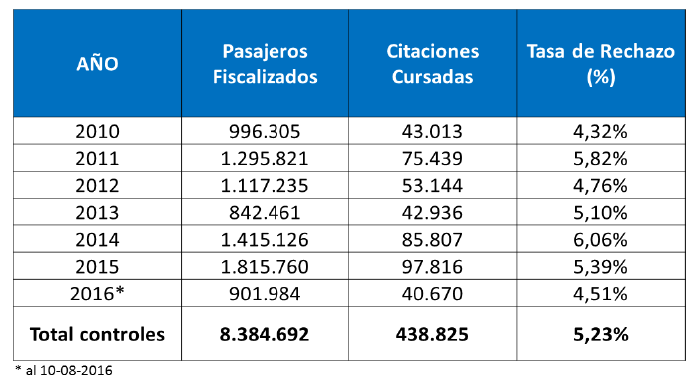 AÑO Pasajeros Fiscalizados Citaciones Cursadas Tasa de Rechazo (%)
2010 996.305 43.013 4,32%
2011 1.295.821 75.439 5,82%
2012 1.117.235 53.144 4,76%
2013 842.461 42.936 5,10%
2014 1.415.126 85.807 6,06%
2015 1.815.760 97.816 5,39%
2016* 901.984 40.670 4,51%
Total controles 8.384.692 438.825 5,23%
* al 10-08-2016